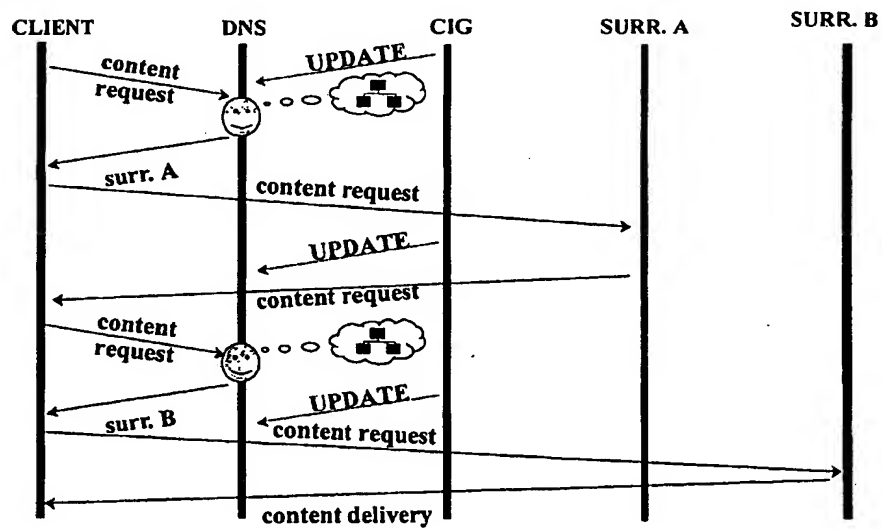 CLIENT DNS CIG SURR. A SURR. B
content
request
UPDATE
surr. A
content request
UPDATE
content request
content
request
UPDATE
surr. B
content request
content delivery